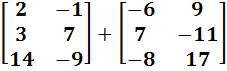 [ 2 -1 ] + [ -6 9 ]
[ 3 7 ] [ 7 -11 ]
[ 14 -9 ] [ -8 17 ]